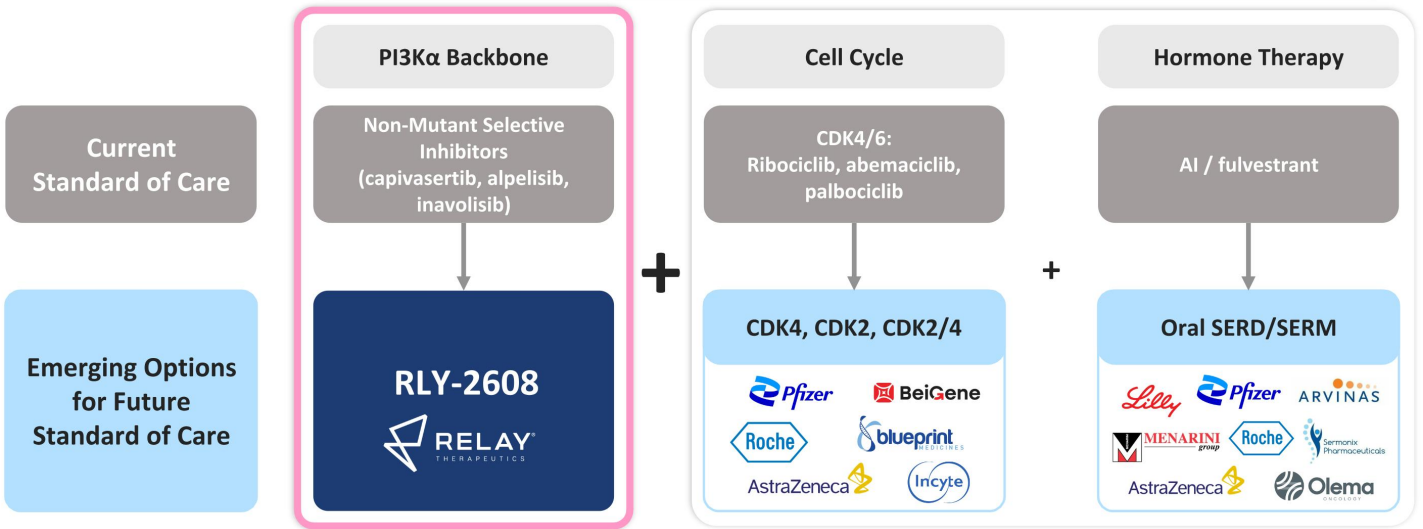 PI3Kα Backbone
Cell Cycle
Hormone Therapy
Current
Standard of Care
Non-Mutant Selective
Inhibitors
(capivasertib, alpelisib,
inavolisib)
CDK4/6:
Ribociclib, abemaciclib,
palbociclib
AI / fulvestrant
+
+
Emerging Options
for Future
Standard of Care
RLY-2608
RELAY®
THERAPEUTICS
CDK4, CDK2, CDK2/4
Pfizer
BeiGene
Roche
blueprint
MEDICINES
AstraZeneca
Incyte
Oral SERD/SERM
Lilly
Pfizer
ARVINAS
M MENARINI
group
Roche
Sermonix
Pharmaceuticals
AstraZeneca
Olema
ONCOLOGY